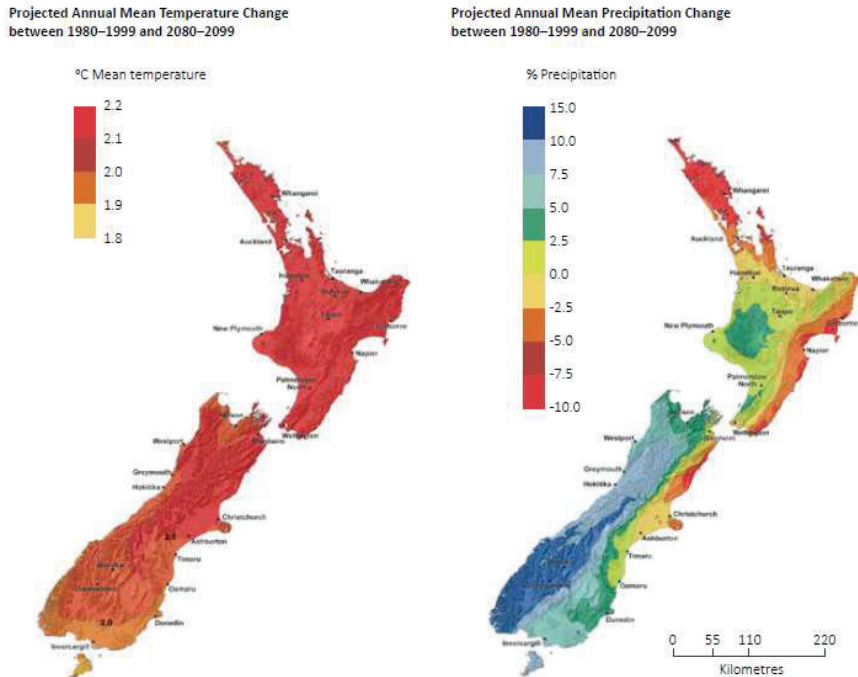 Projected Annual Mean Temperature Change
between 1980–1999 and 2080–2099
°C Mean temperature
2.2
2.1
2.0
1.9
1.8
Whangarei
Auckland
Hamilton
Tauranga
Whakatane
Rotorua
Taupo
Gisborne
New Plymouth
Napier
Palmerston
North
Nelson
Wellington
Blenheim
Westport
Greymouth
Hokitika
Christchurch
2.0
Ashburton
Timaru
Wanaka
Queenstown
Oamaru
2.0
Dunedin
Invercargill
Projected Annual Mean Precipitation Change
between 1980–1999 and 2080–2099
% Precipitation
15.0
10.0
7.5
5.0
2.5
0.0
-2.5
-5.0
-7.5
-10.0
Whangarei
Auckland
Hamilton
Tauranga
Whakatane
Rotorua
Taupo
Gisborne
New Plymouth
Napier
Palmerston
North
Nelson
Wellington
Blenheim
Westport
Greymouth
Hokitika
Christchurch
Ashburton
Timaru
Oamaru
Dunedin
Invercargill
0 55 110 220
Kilometres